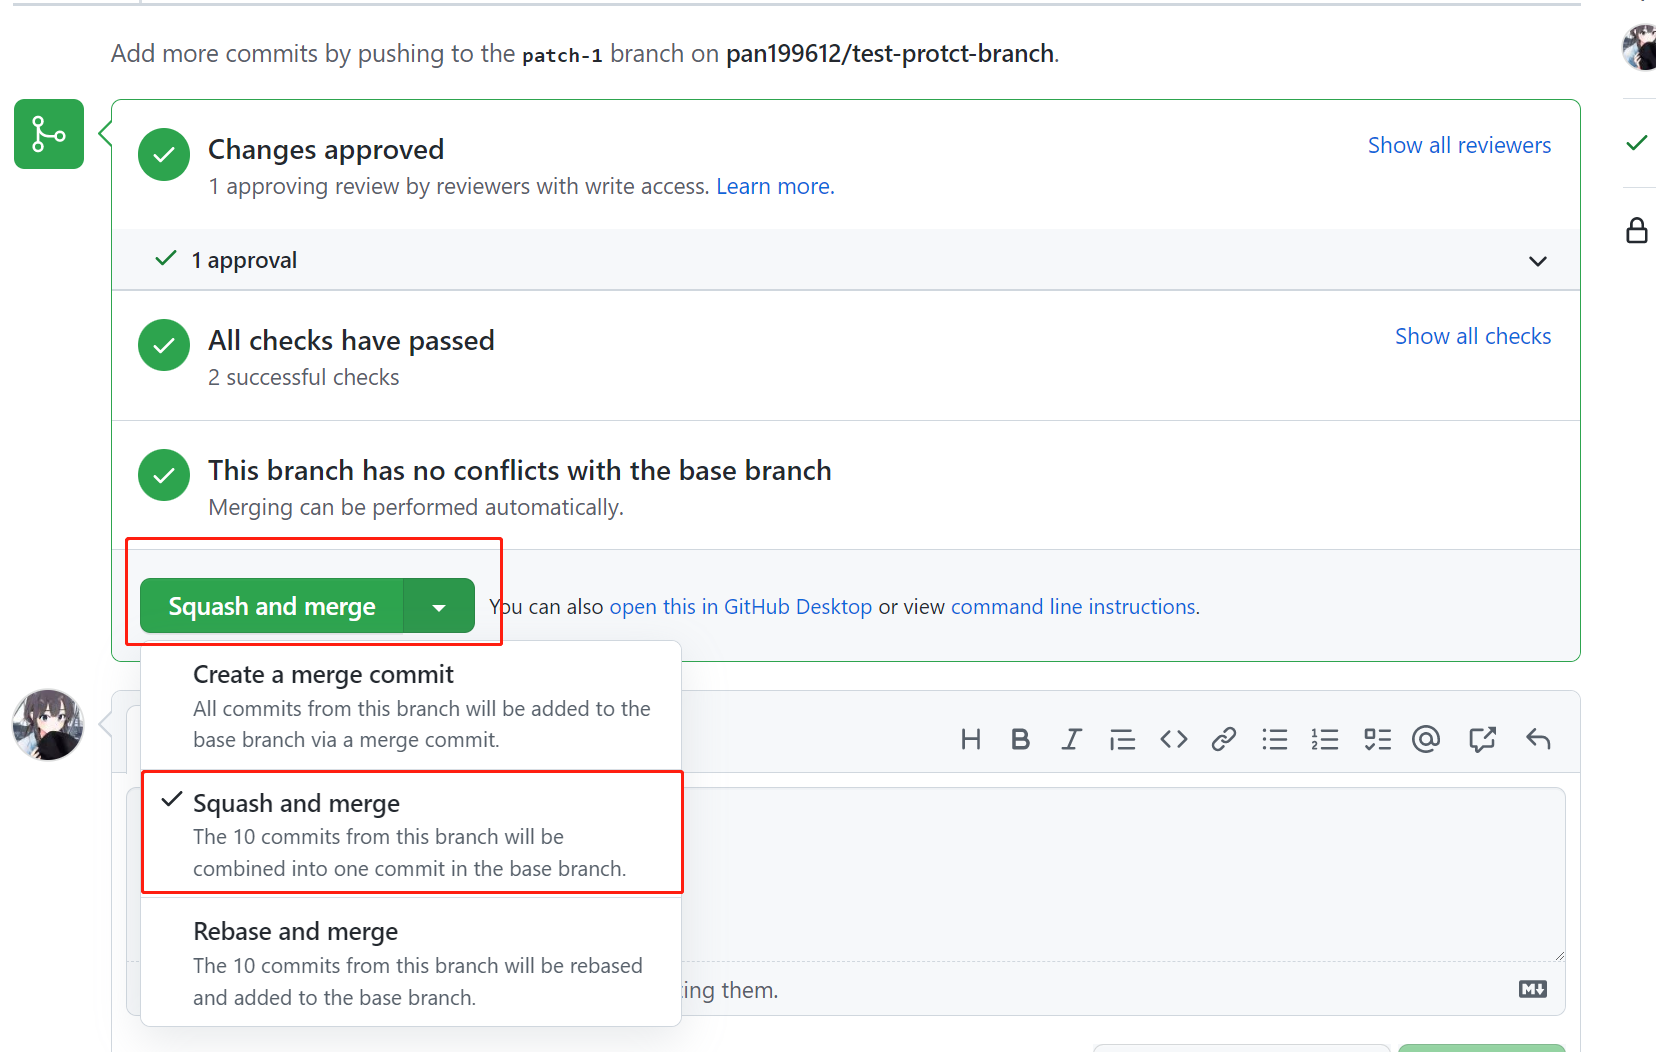 Add more commits by pushing to the patch-1 branch on pan199612/test-protct-branch.
Changes approved
Show all reviewers
1 approving review by reviewers with write access. Learn more.
1 approval
All checks have passed
Show all checks
2 successful checks
This branch has no conflicts with the base branch
Merging can be performed automatically.
Squash and merge
You can also open this in GitHub Desktop or view command line instructions.
Create a merge commit
All commits from this branch will be added to the
base branch via a merge commit.
Squash and merge
The 10 commits from this branch will be
combined into one commit in the base branch.
Rebase and merge
The 10 commits from this branch will be rebased
and added to the base branch.
them.